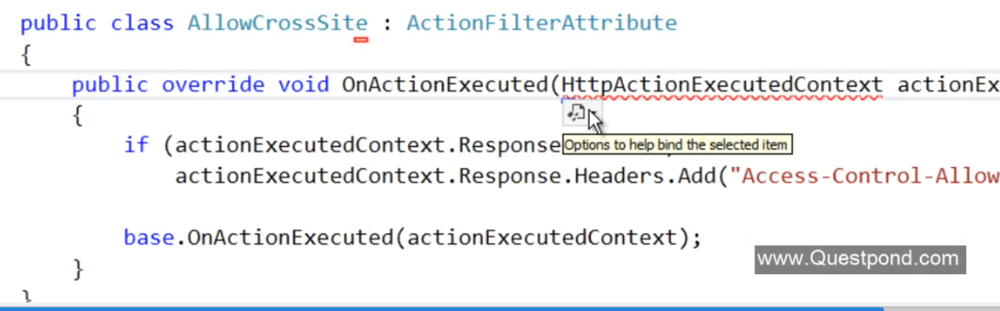 public class AllowCrossSite : ActionFilterAttribute
{
public override void OnActionExecuted(HttpActionExecutedContext actionEx
{
if (actionExecutedContext.Response
Options to help bind the selected item
actionExecutedContext.Response.Headers.Add("Access-Control-Allow
base.OnActionExecuted(actionExecutedContext);
www.Questpond.com
}
}